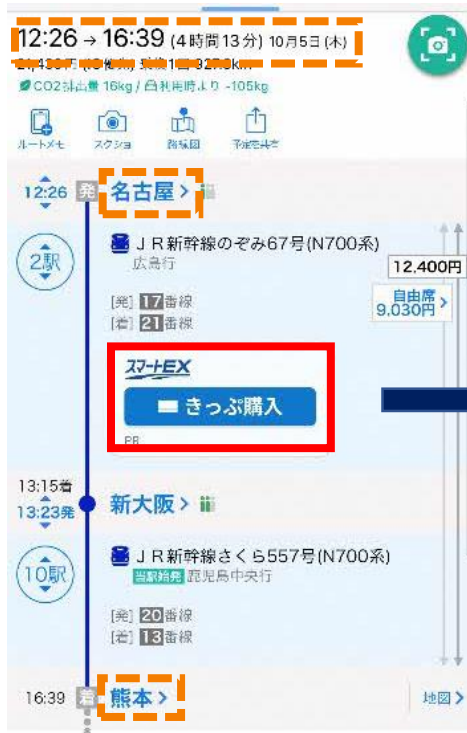 12:26 → 16:39 (4時間13分) 10月5日(木)
CO2排出量 16kg / 利用時より -105kg
ルートメモ
スクショ
路線図
予定を共有
12:26 発 名古屋 >
2駅
JR新幹線のぞみ67号(N700系)
広島行
12,400円
[発] 17番線
[着] 21番線
自由席 >
9,030円
スマートEX
きっぷ購入
PR
13:15着
13:23発
新大阪 >
10駅
JR新幹線さくら557号(N700系)
当駅始発 鹿児島中央行
[発] 20番線
[着] 13番線
16:39 着 熊本 >
地図 >